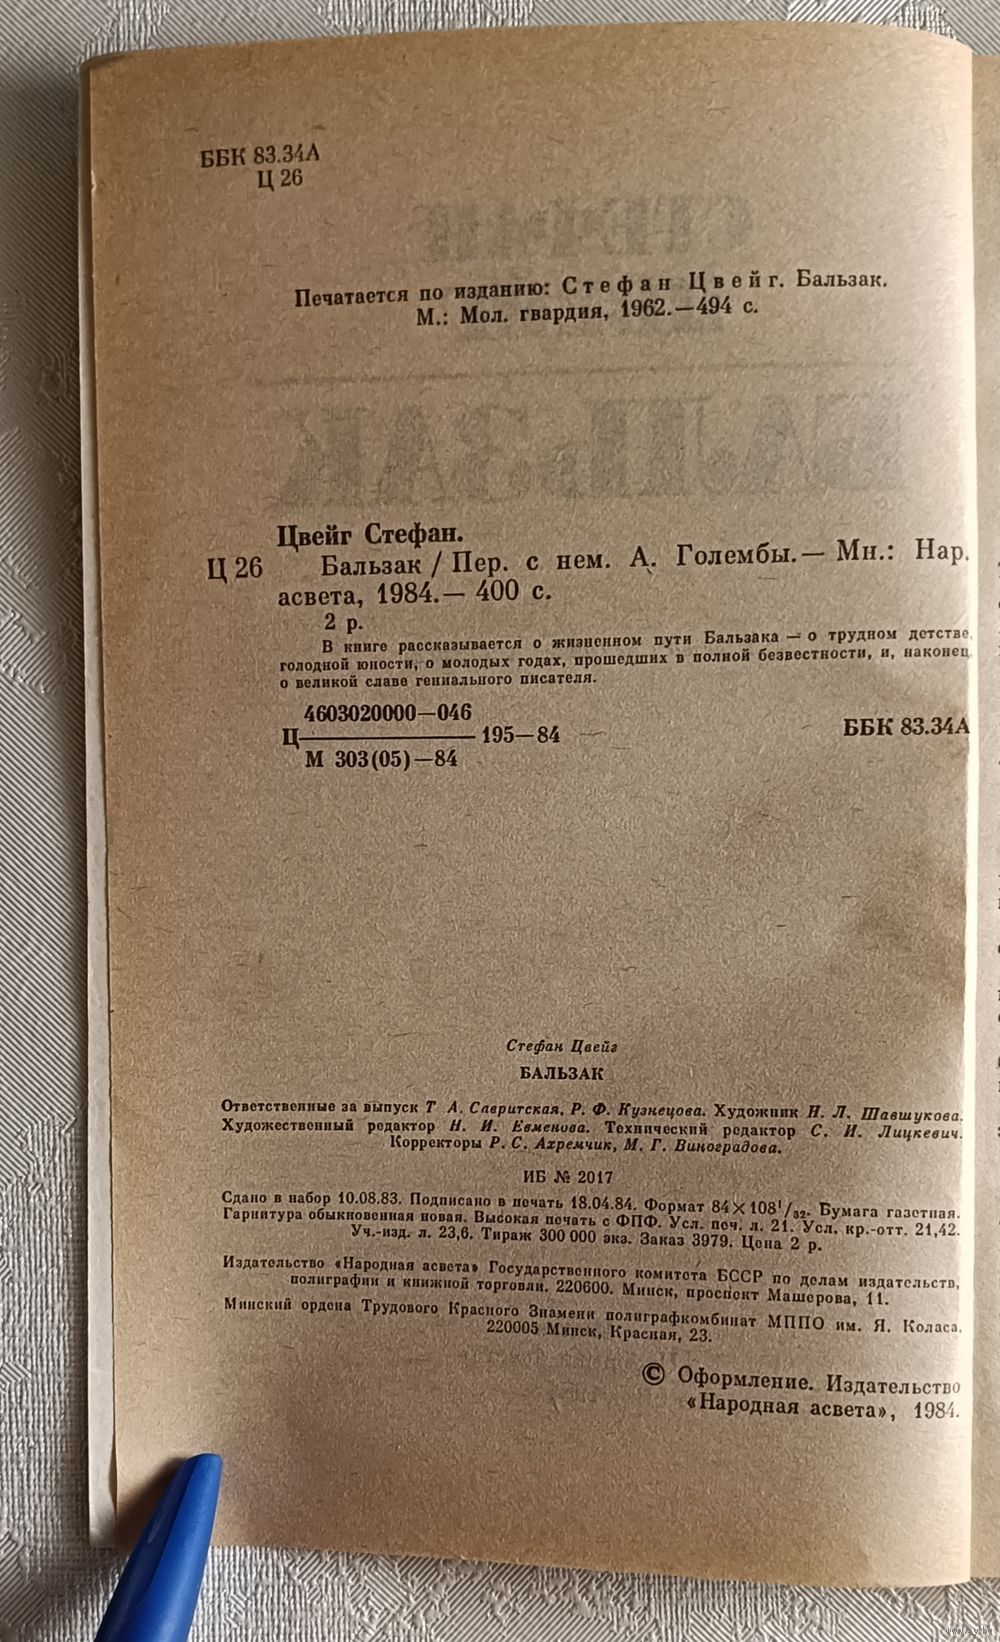 ББК 83.34А
Ц 26
Печатается по изданию: Стефан Цвейг. Бальзак.
М.: Мол. гвардия, 1962.—494 с.
Цвейг Стефан.
Ц 26 Бальзак / Пер. с нем. А. Голембы.— Мн.: Нар.
асвета, 1984.— 400 с.
2 р.
В книге рассказывается о жизненном пути Бальзака — о трудном детстве,
голодной юности, о молодых годах, прошедших в полной безвестности, и, наконец,
о великой славе гениального писателя.
4603020000—046
Ц 195—84 ББК 83.34А
М 303(05)—84
Стефан Цвейг
БАЛЬЗАК
Ответственные за выпуск Т А. Савритская, Р. Ф. Кузнецова. Художник Н. Л. Шавшукова.
Художественный редактор Н. И. Евменова. Технический редактор С. И. Лицкевич.
Корректоры Р. С. Ахремчик, М. Г. Виноградова.
ИБ № 2017
Сдано в набор 10.08.83. Подписано в печать 18.04.84. Формат 84×108¹/₃₂. Бумага газетная.
Гарнитура обыкновенная новая. Высокая печать с ФПФ. Усл. печ. л. 21. Усл. кр.-отт. 21,42.
Уч.-изд. л. 23,6. Тираж 300 000 экз. Заказ 3979. Цена 2 р.
Издательство «Народная асвета» Государственного комитета БССР по делам издательств,
полиграфии и книжной торговли. 220600. Минск, проспект Машерова, 11.
Минский ордена Трудового Красного Знамени полиграфкомбинат МППО им. Я. Коласа,
220005 Минск, Красная, 23.
© Оформление. Издательство
«Народная асвета», 1984.